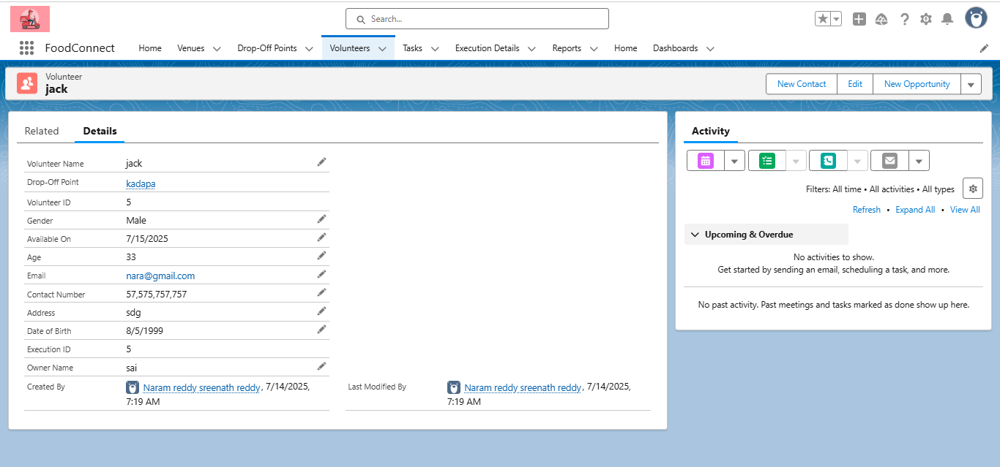 Search...
FoodConnect
Home Venues Drop-Off Points Volunteers Tasks Execution Details Reports Home Dashboards
Volunteer
jack
New Contact Edit New Opportunity
Related Details
Volunteer Name jack
Drop-Off Point kadapa
Volunteer ID 5
Gender Male
Available On 7/15/2025
Age 33
Email nara@gmail.com
Contact Number 57,575,757,757
Address sdg
Date of Birth 8/5/1999
Execution ID 5
Owner Name sai
Created By Naram reddy sreenath reddy, 7/14/2025,
7:19 AM
Last Modified By Naram reddy sreenath reddy, 7/14/2025,
7:19 AM
Activity
Filters: All time • All activities • All types
Refresh • Expand All • View All
Upcoming & Overdue
No activities to show.
Get started by sending an email, scheduling a task, and more.
No past activity. Past meetings and tasks marked as done show up here.